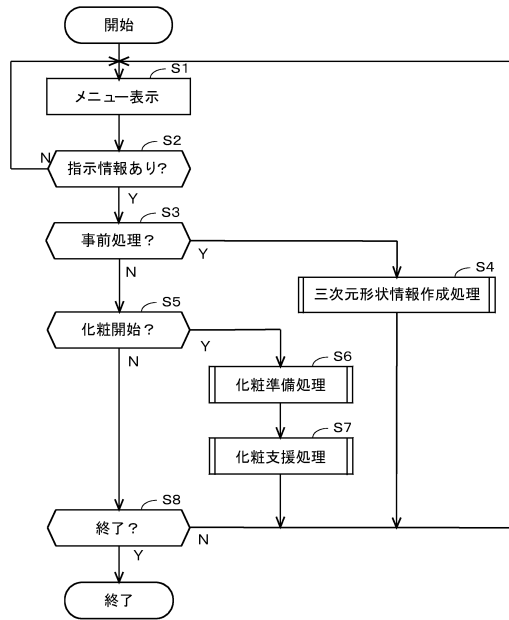 開始
S1
メニュー表示
S2
N
指示情報あり?
Y
S3
事前処理?
Y
N
S4
三次元形状情報作成処理
S5
化粧開始?
Y
N
S6
化粧準備処理
S7
化粧支援処理
S8
終了?
N
Y
終了